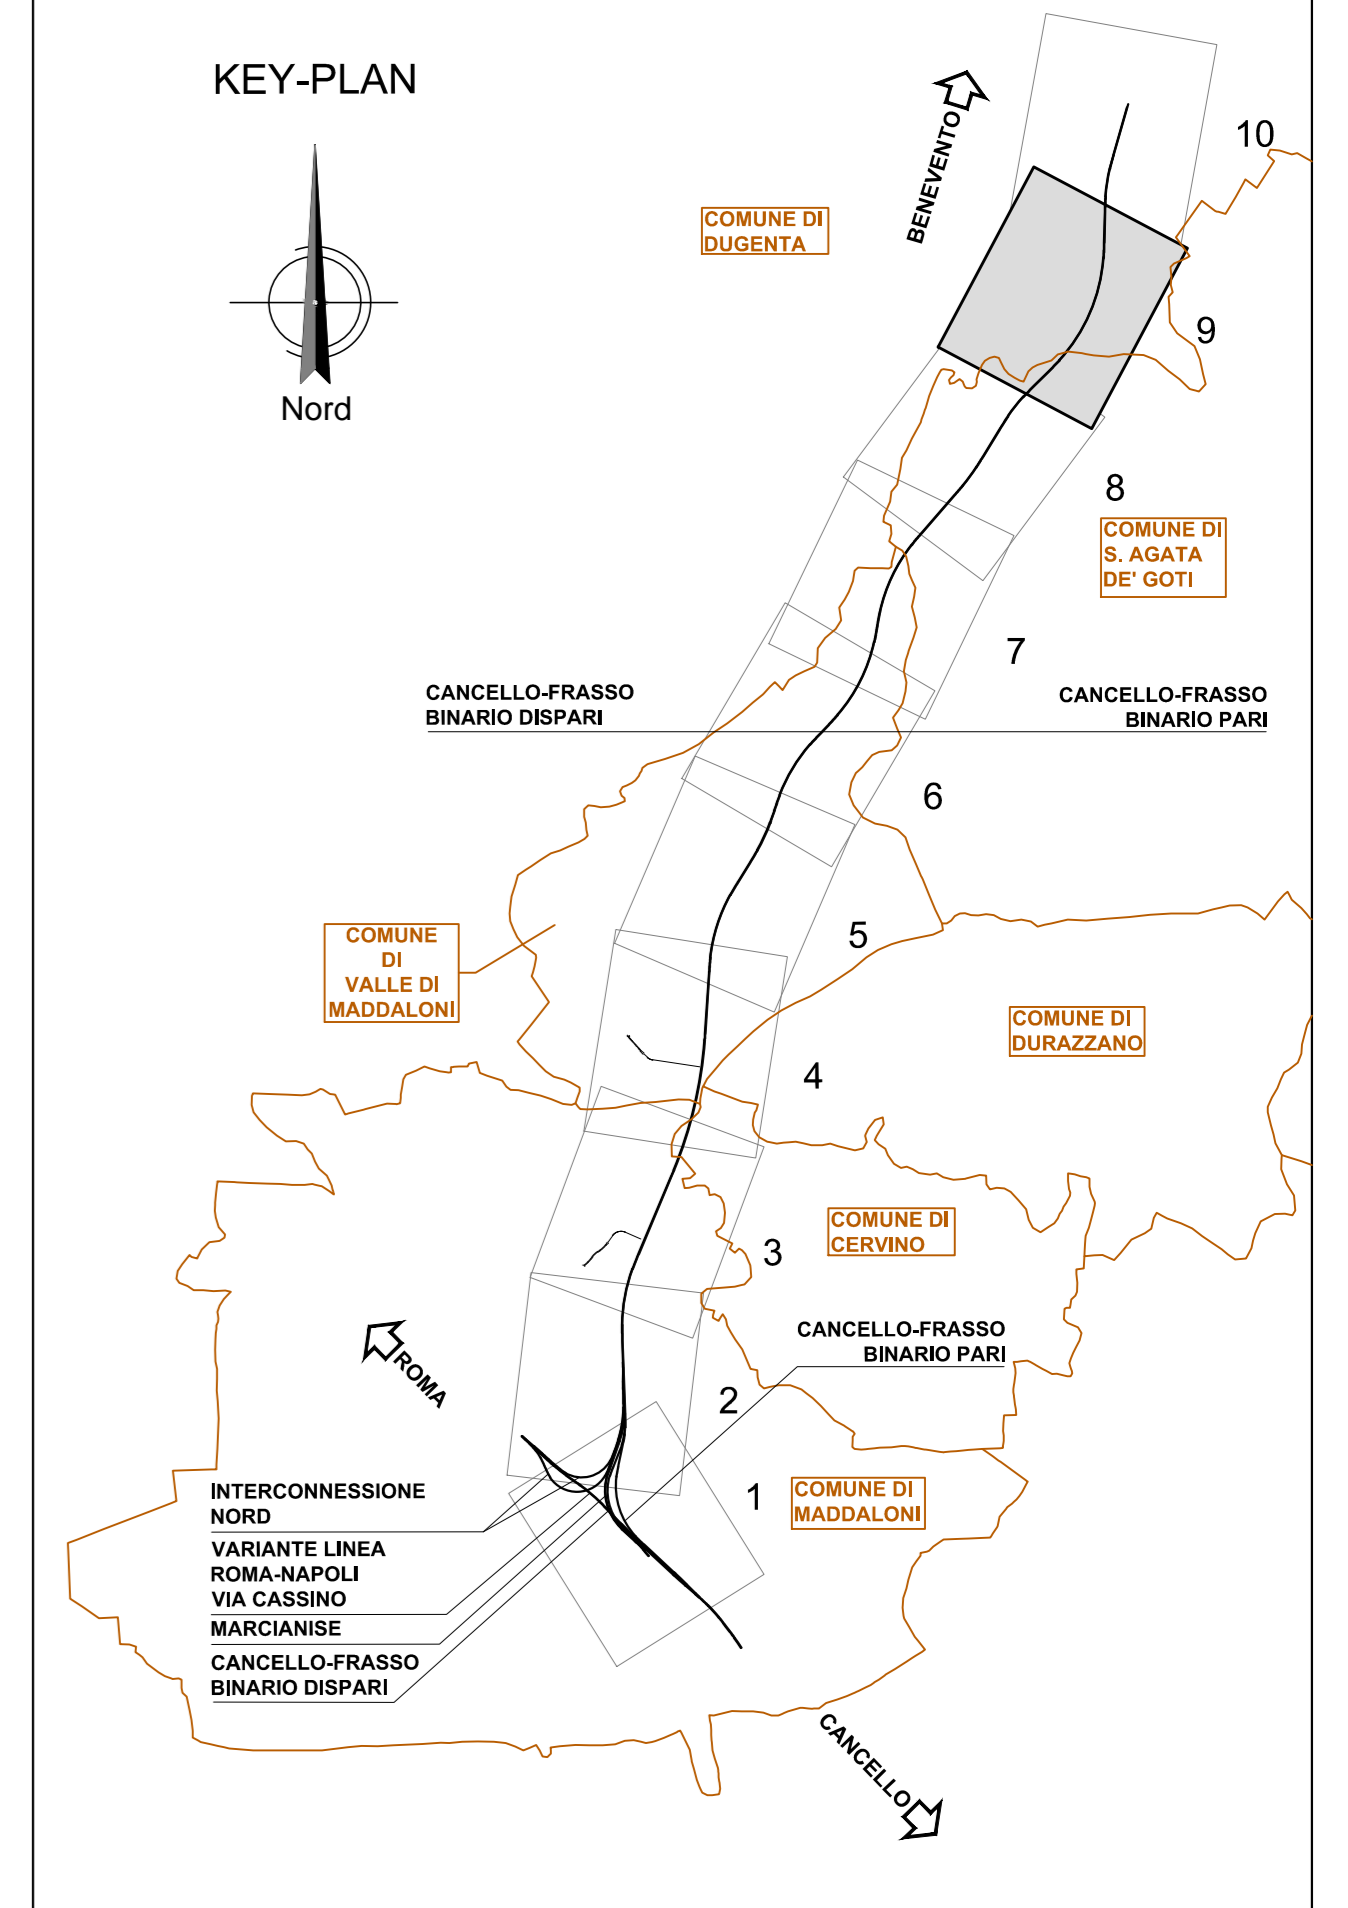 KEY-PLAN
Nord
BENEVENTO
10
COMUNE DI
DUGENTA
9
8
COMUNE DI
S. AGATA
DE' GOTI
7
CANCELLO-FRASSO
BINARIO DISPARI
CANCELLO-FRASSO
BINARIO PARI
6
5
COMUNE
DI
VALLE DI
MADDALONI
COMUNE DI
DURAZZANO
4
COMUNE DI
CERVINO
3
CANCELLO-FRASSO
BINARIO PARI
ROMA
2
1
COMUNE DI
MADDALONI
INTERCONNESSIONE
NORD
VARIANTE LINEA
ROMA-NAPOLI
VIA CASSINO
MARCIANISE
CANCELLO-FRASSO
BINARIO DISPARI
CANCELLO